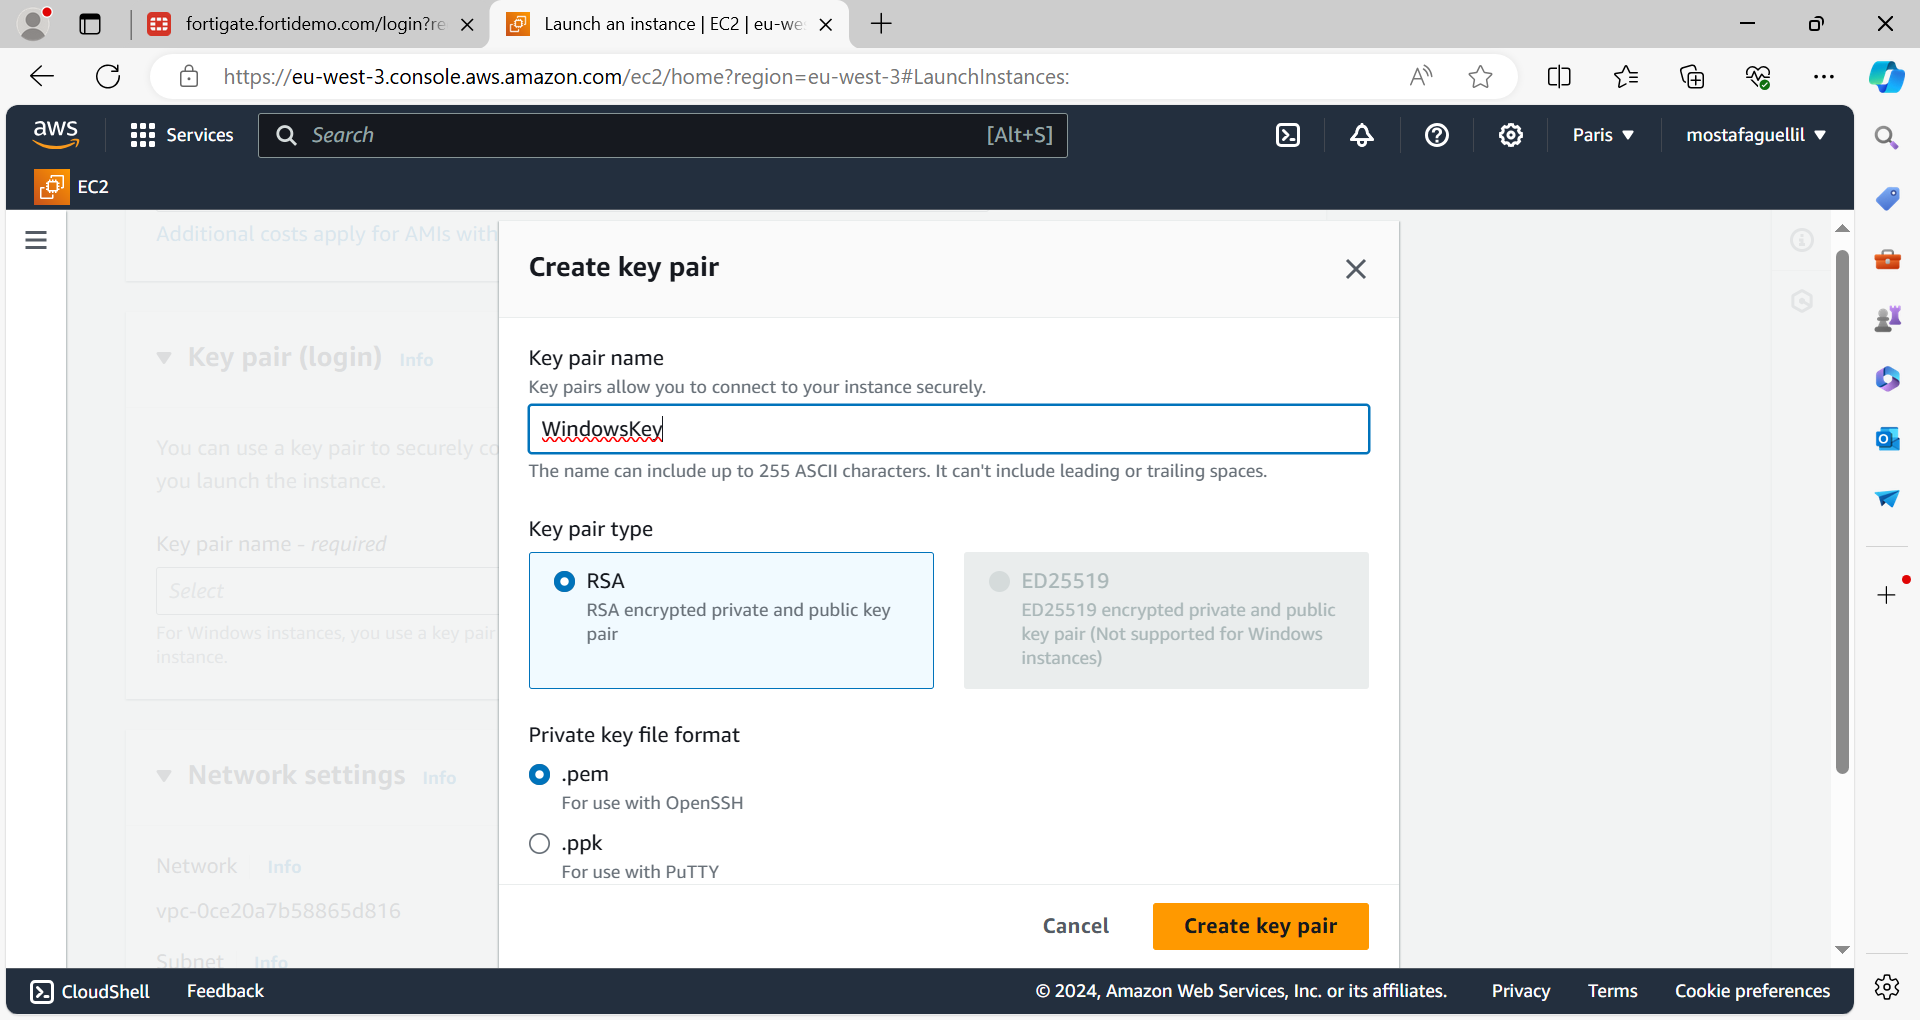 fortigate.fortidemo.com/login?re
Launch an instance | EC2 | eu-we
https://eu-west-3.console.aws.amazon.com/ec2/home?region=eu-west-3#LaunchInstances:
aws
Services
Search
[Alt+S]
Paris
mostafaguellil
EC2
Additional costs apply for AMIs with
Create key pair
Key pair (login) Info
You can use a key pair to securely co
you launch the instance.
Key pair name - required
Select
For Windows instances, you use a key pair
instance.
Network settings Info
Network Info
vpc-0ce20a7b58865d816
Subnet Info
Key pair name
Key pairs allow you to connect to your instance securely.
WindowsKey
The name can include up to 255 ASCII characters. It can't include leading or trailing spaces.
Key pair type
RSA
RSA encrypted private and public key
pair
ED25519
ED25519 encrypted private and public
key pair (Not supported for Windows
instances)
Private key file format
.pem
For use with OpenSSH
.ppk
For use with PuTTY
Cancel
Create key pair
CloudShell
Feedback
© 2024, Amazon Web Services, Inc. or its affiliates.
Privacy
Terms
Cookie preferences